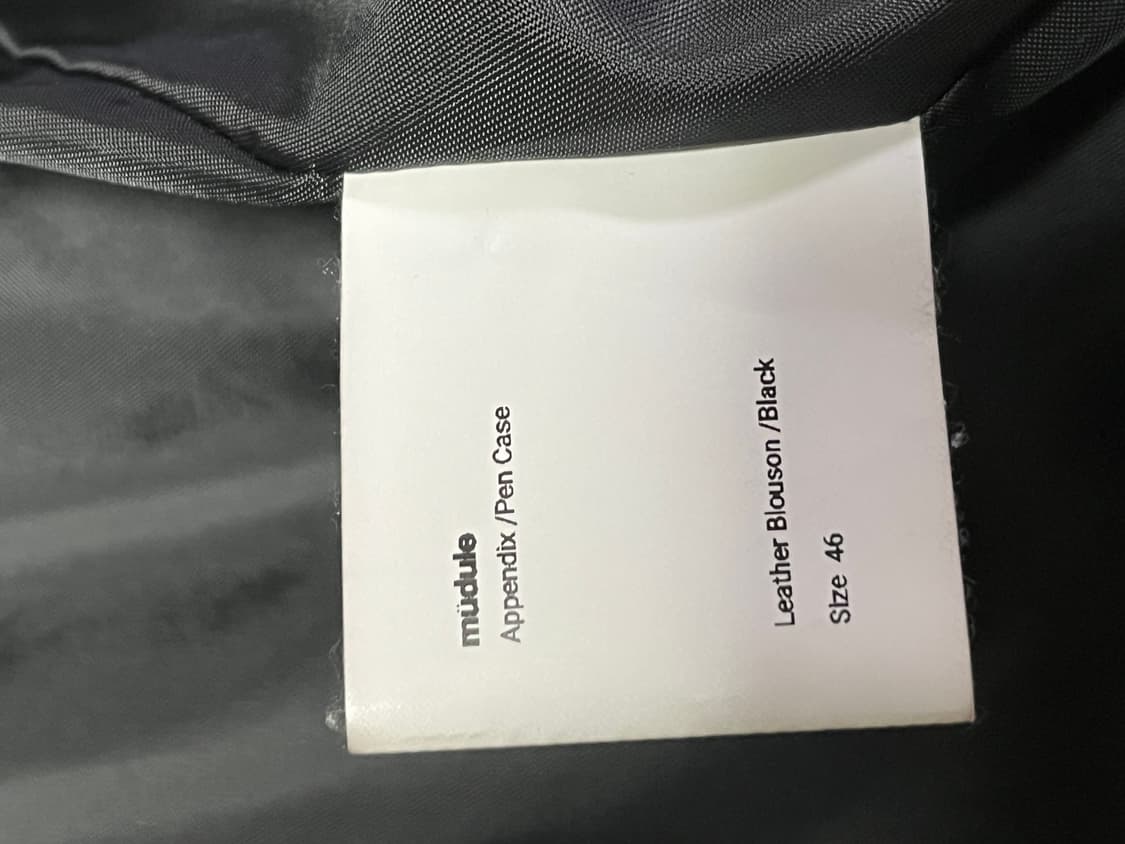 müdule
Appendix /Pen Case
Leather Blouson /Black
Size 46